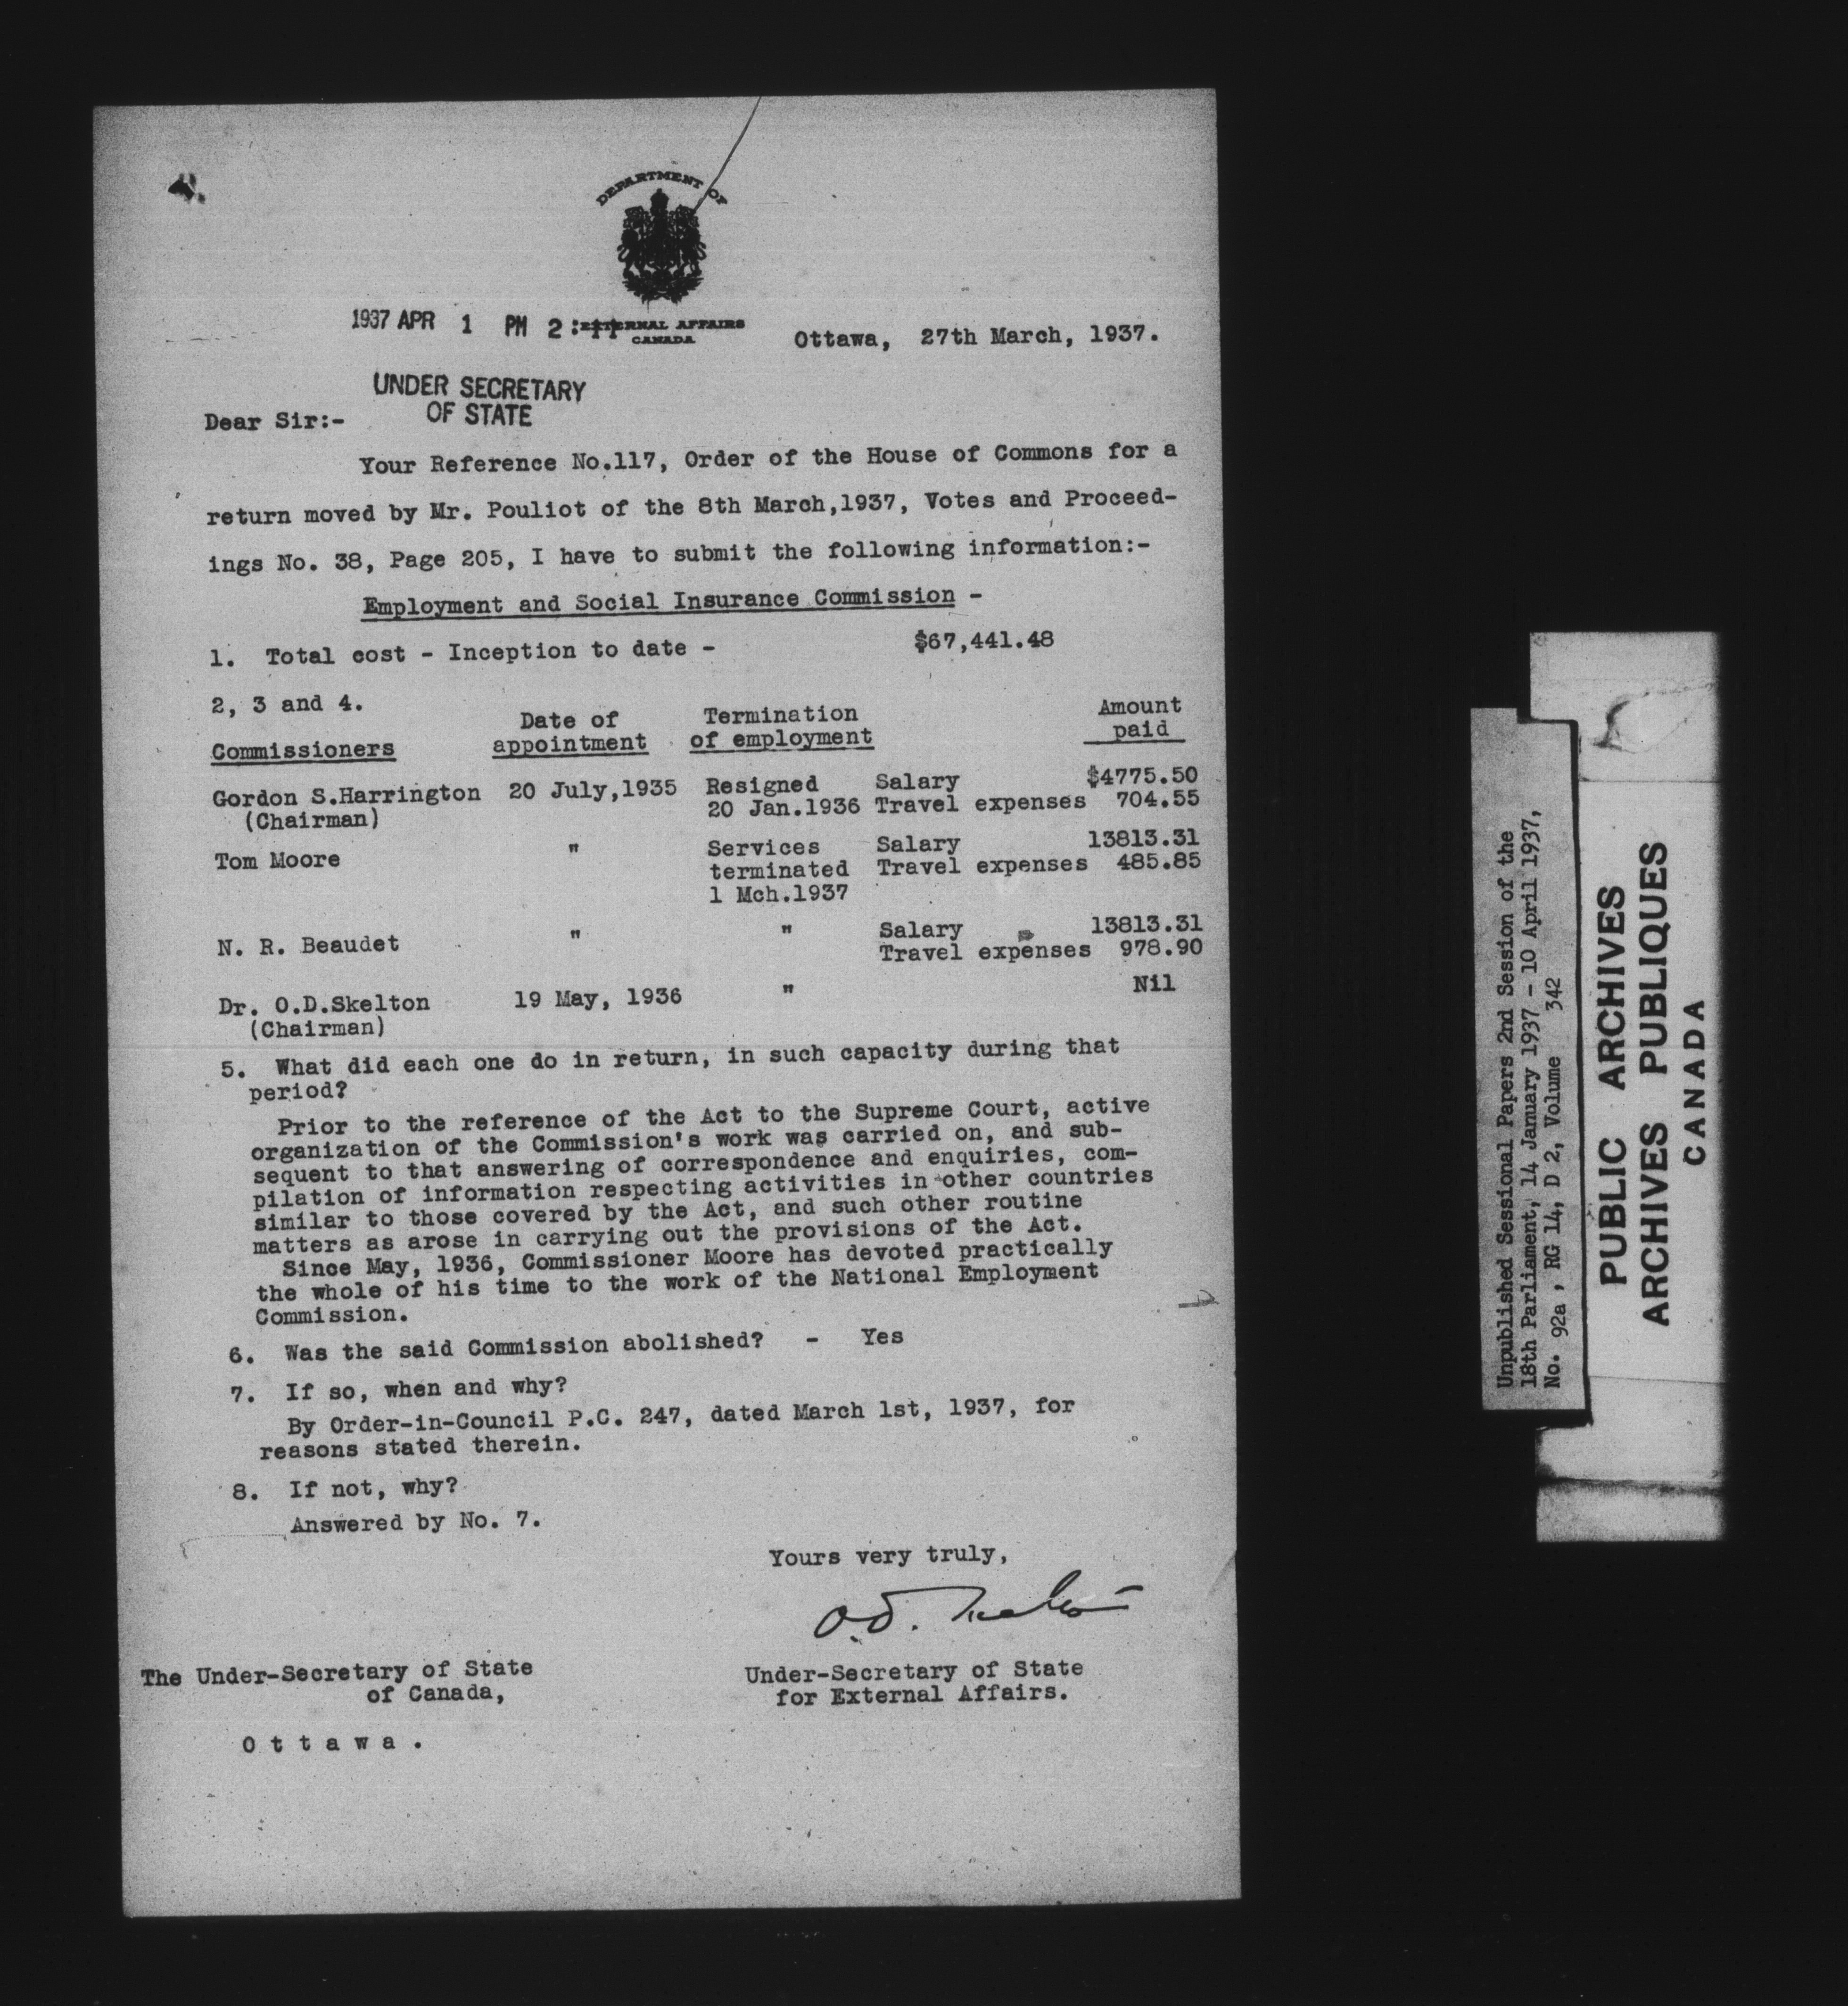 DEPARTMENT OF
EXTERNAL AFFAIRS
CANADA
1937 APR 1 PM 2:11
Ottawa, 27th March, 1937.
UNDER SECRETARY
OF STATE
Dear Sir:-
Your Reference No.117, Order of the House of Commons for a
return moved by Mr. Pouliot of the 8th March,1937, Votes and Proceed-
ings No. 38, Page 205, I have to submit the following information:-
Employment and Social Insurance Commission -
1. Total cost - Inception to date - $67,441.48
2, 3 and 4.
Date of Termination Amount
Commissioners appointment of employment paid
Gordon S.Harrington 20 July,1935 Resigned Salary $4775.50
(Chairman) 20 Jan.1936 Travel expenses 704.55
Tom Moore " Services Salary 13813.31
terminated Travel expenses 485.85
1 Mch.1937
N. R. Beaudet " " Salary 13813.31
Travel expenses 978.90
Dr. O.D.Skelton 19 May, 1936 " Nil
(Chairman)
5. What did each one do in return, in such capacity during that
period?
Prior to the reference of the Act to the Supreme Court, active
organization of the Commission's work was carried on, and sub-
sequent to that answering of correspondence and enquiries, com-
pilation of information respecting activities in other countries
similar to those covered by the Act, and such other routine
matters as arose in carrying out the provisions of the Act.
Since May, 1936, Commissioner Moore has devoted practically
the whole of his time to the work of the National Employment
Commission.
6. Was the said Commission abolished? - Yes
7. If so, when and why?
By Order-in-Council P.C. 247, dated March 1st, 1937, for
reasons stated therein.
8. If not, why?
Answered by No. 7.
Yours very truly,
O.D. Skelton
Under-Secretary of State
for External Affairs.
The Under-Secretary of State
of Canada,
Ottawa.
Unpublished Sessional Papers 2nd Session of the
18th Parliament, 14 January 1937 - 10 April 1937,
No. 92a , RG 14, D 2, Volume 342
PUBLIC ARCHIVES
ARCHIVES PUBLIQUES
CANADA